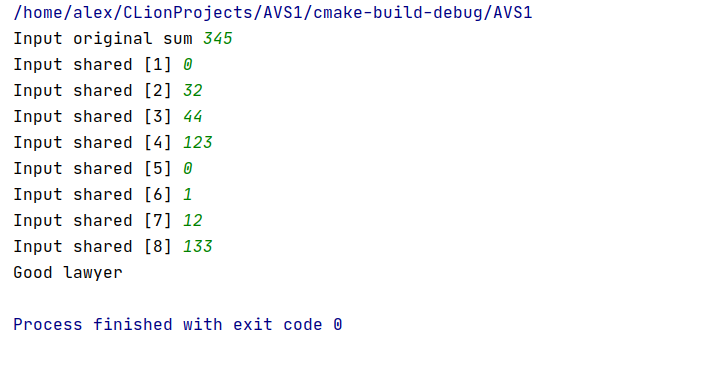 /home/alex/CLionProjects/AVS1/cmake-build-debug/AVS1
Input original sum 345
Input shared [1] 0
Input shared [2] 32
Input shared [3] 44
Input shared [4] 123
Input shared [5] 0
Input shared [6] 1
Input shared [7] 12
Input shared [8] 133
Good lawyer
Process finished with exit code 0